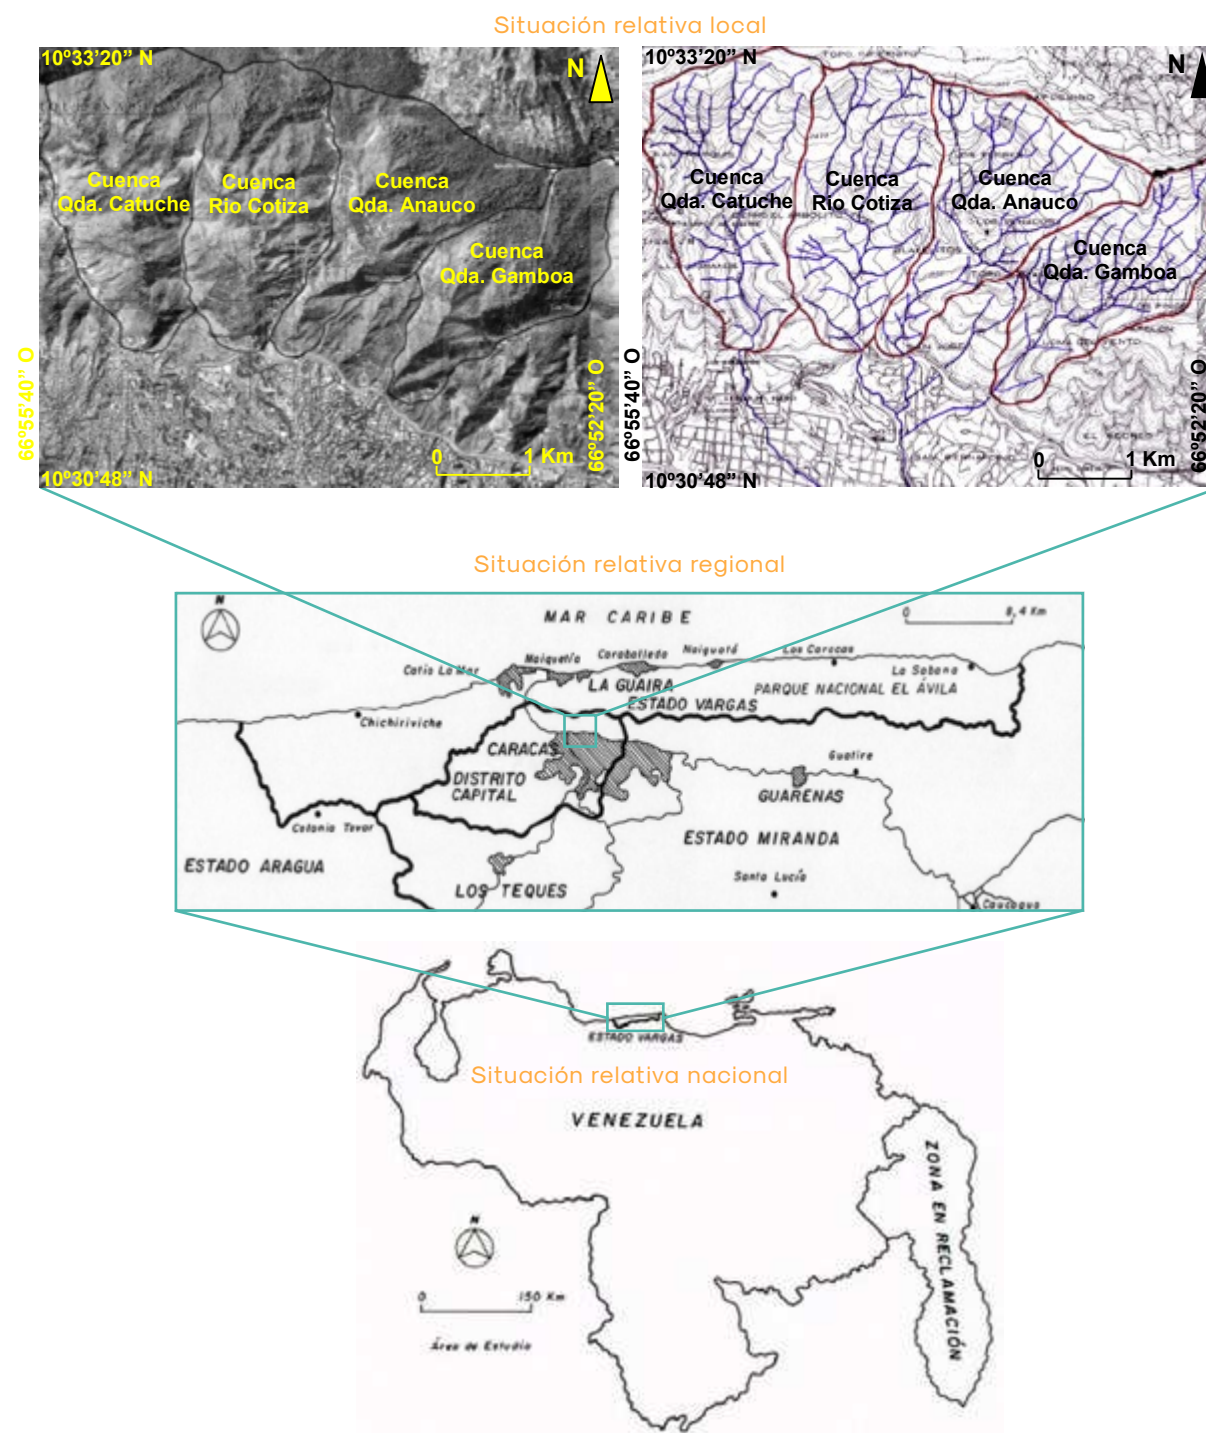 Situación relativa local
10º33’20” N
N
Cuenca
Qda. Catuche
Cuenca
Rio Cotiza
Cuenca
Qda. Anauco
Cuenca
Qda. Gamboa
66º55’40” O
66º52’20” O
0 1 Km
10º30’48” N
10º33’20” N
N
Cuenca
Qda. Catuche
Cuenca
Rio Cotiza
Cuenca
Qda. Anauco
Cuenca
Qda. Gamboa
66º55’40” O
66º52’20” O
0 1 Km
10º30’48” N
Situación relativa regional
N
MAR CARIBE
0 8,4 Km
Catia La Mar
Maiquetía
Caraballeda
Naiguatá
Los Caracas
La Sabana
LA GUAIRA
PARQUE NACIONAL EL ÁVILA
ESTADO VARGAS
Chichiriviche
CARACAS
Guatire
DISTRITO
CAPITAL
GUARENAS
Colonia Tovar
ESTADO MIRANDA
ESTADO ARAGUA
LOS TEQUES
Santa Lucía
Caucagua
ESTADO VARGAS
Situación relativa nacional
VENEZUELA
ZONA EN RECLAMACIÓN
N
0 150 Km
Área de Estudio